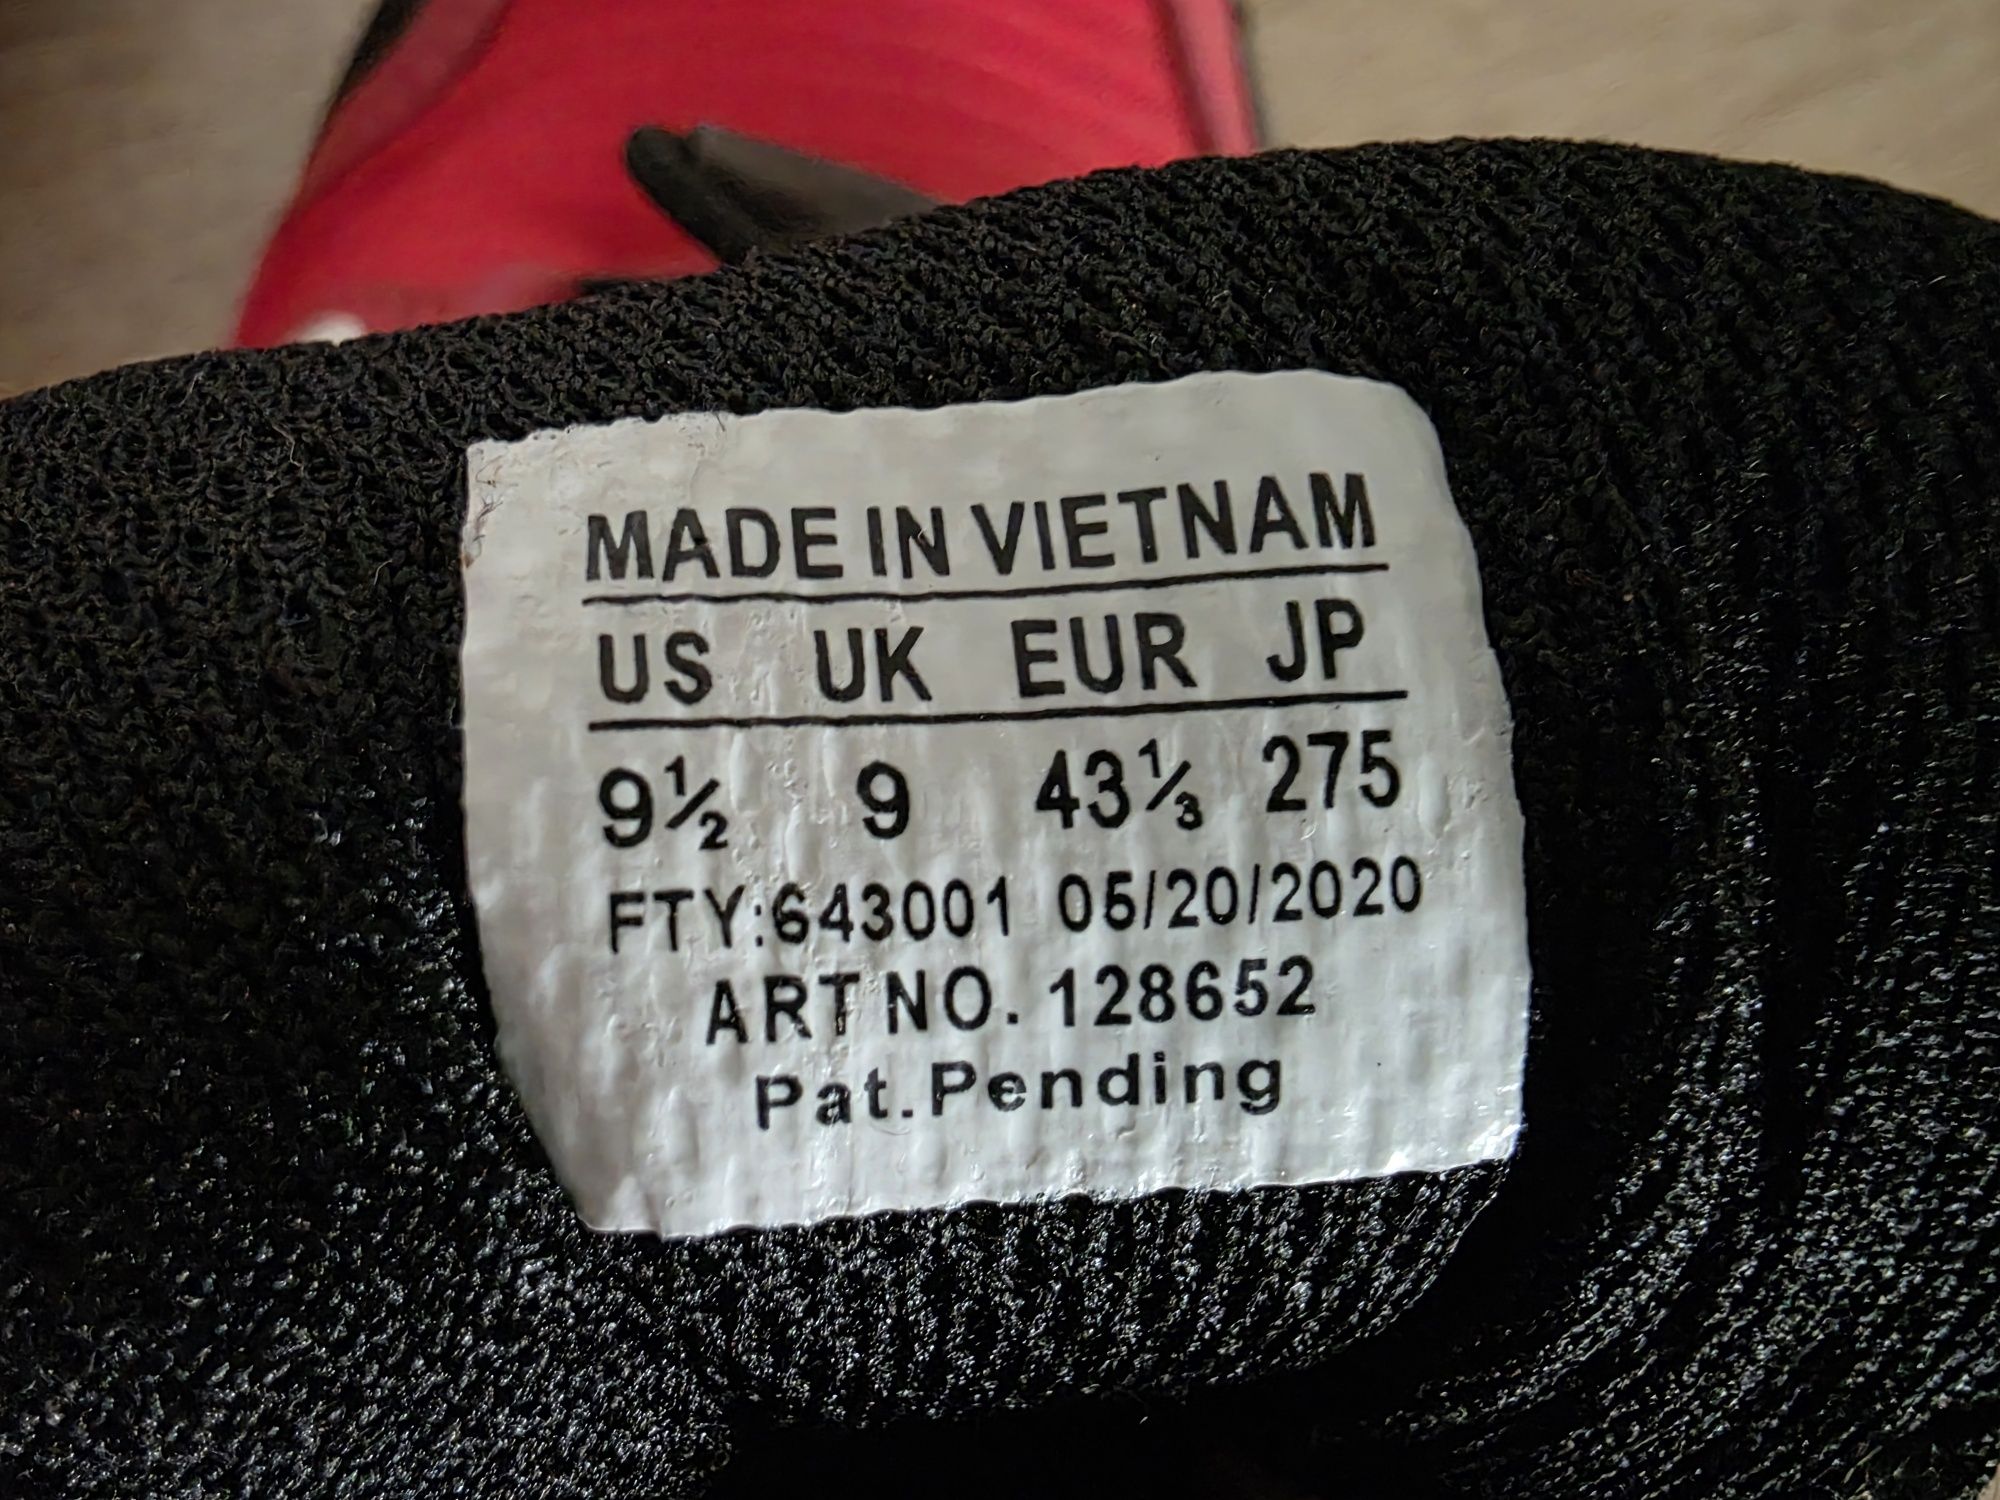 MADE IN VIETNAM
US UK EUR JP
9½ 9 43⅓ 275
FTY:643001 05/20/2020
ART NO. 128652
Pat.Pending